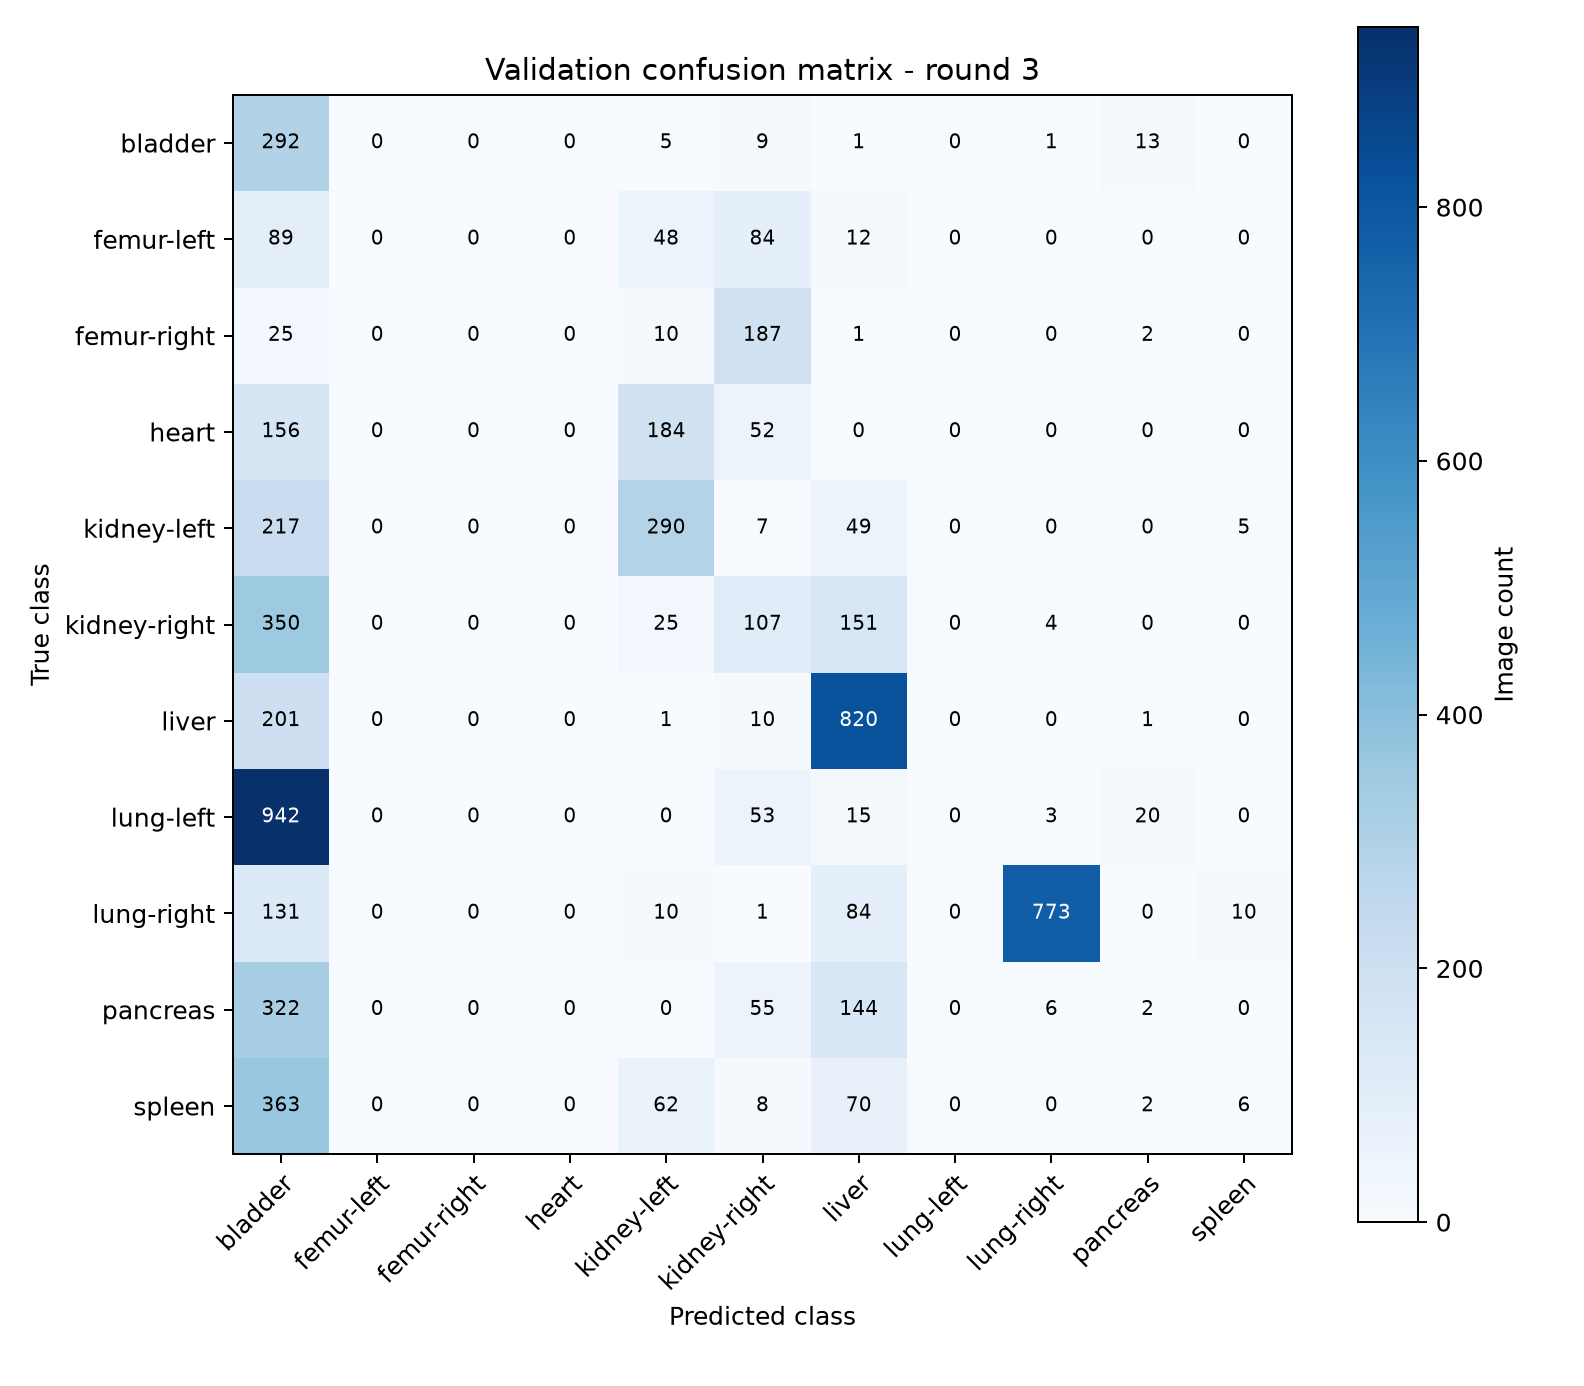 Validation confusion matrix - round 3
bladder 292 0 0 0 5 9 1 0 1 13 0
femur-left 89 0 0 0 48 84 12 0 0 0 0
femur-right 25 0 0 0 10 187 1 0 0 2 0
heart 156 0 0 0 184 52 0 0 0 0 0
kidney-left 217 0 0 0 290 7 49 0 0 0 5
kidney-right 350 0 0 0 25 107 151 0 4 0 0
liver 201 0 0 0 1 10 820 0 0 1 0
lung-left 942 0 0 0 0 53 15 0 3 20 0
lung-right 131 0 0 0 10 1 84 0 773 0 10
pancreas 322 0 0 0 0 55 144 0 6 2 0
spleen 363 0 0 0 62 8 70 0 0 2 6
True class
bladder femur-left femur-right heart kidney-left kidney-right liver lung-left lung-right pancreas spleen
Predicted class
800
600
400
200
0
Image count